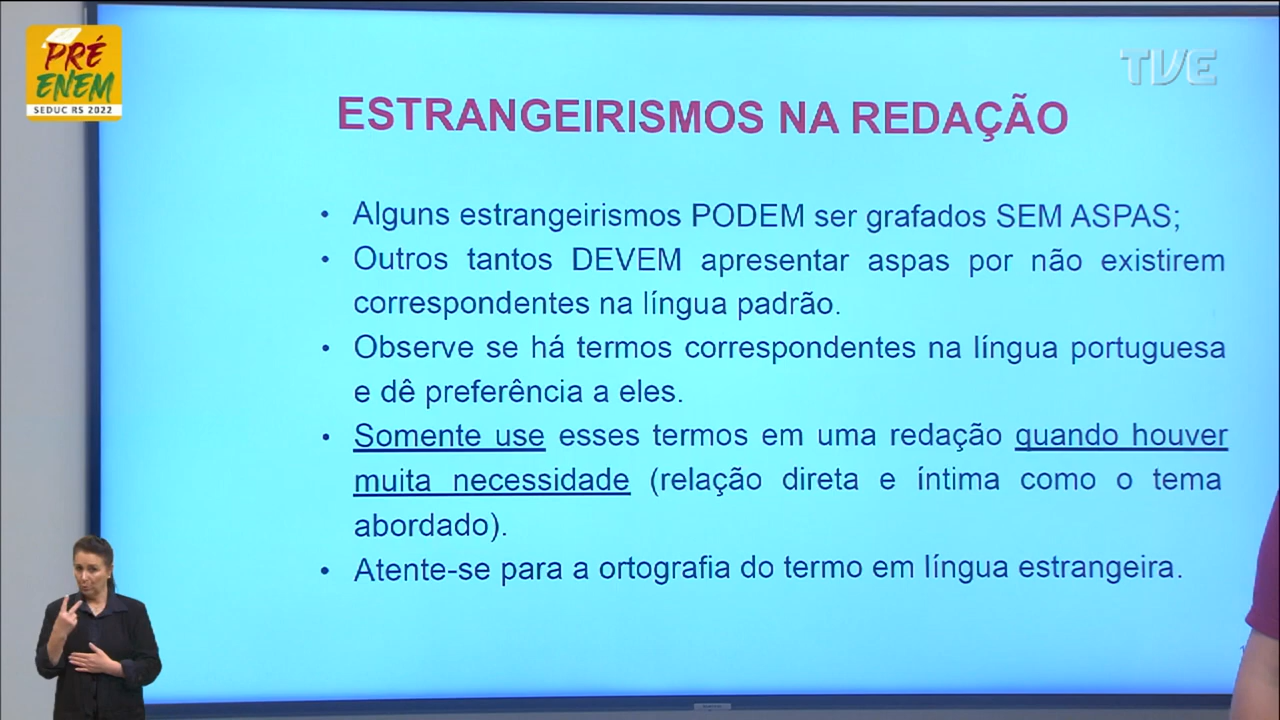 PRÉ
ENEM
SEDUC RS 2022
TVE
ESTRANGEIRISMOS NA REDAÇÃO
• Alguns estrangeirismos PODEM ser grafados SEM ASPAS;
• Outros tantos DEVEM apresentar aspas por não existirem
correspondentes na língua padrão.
• Observe se há termos correspondentes na língua portuguesa
e dê preferência a eles.
• Somente use esses termos em uma redação quando houver
muita necessidade (relação direta e íntima como o tema
abordado).
• Atente-se para a ortografia do termo em língua estrangeira.